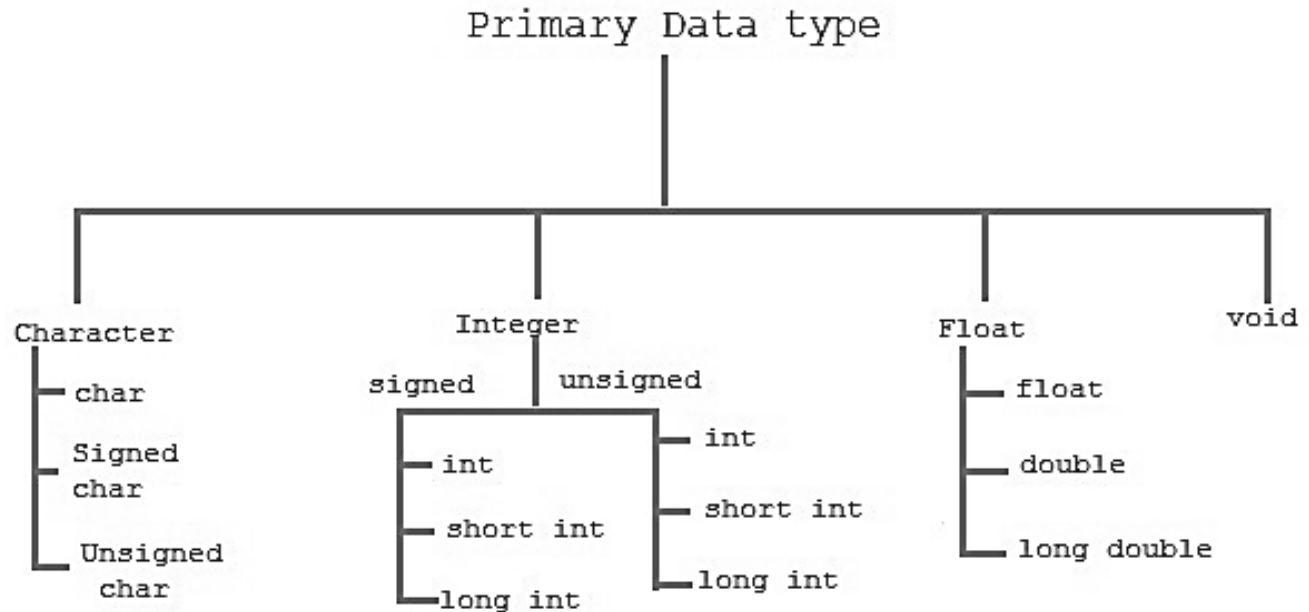 Primary Data type
Character
char
Signed
char
Unsigned
char
Integer
signed
int
short int
long int
unsigned
int
short int
long int
Float
float
double
long double
void